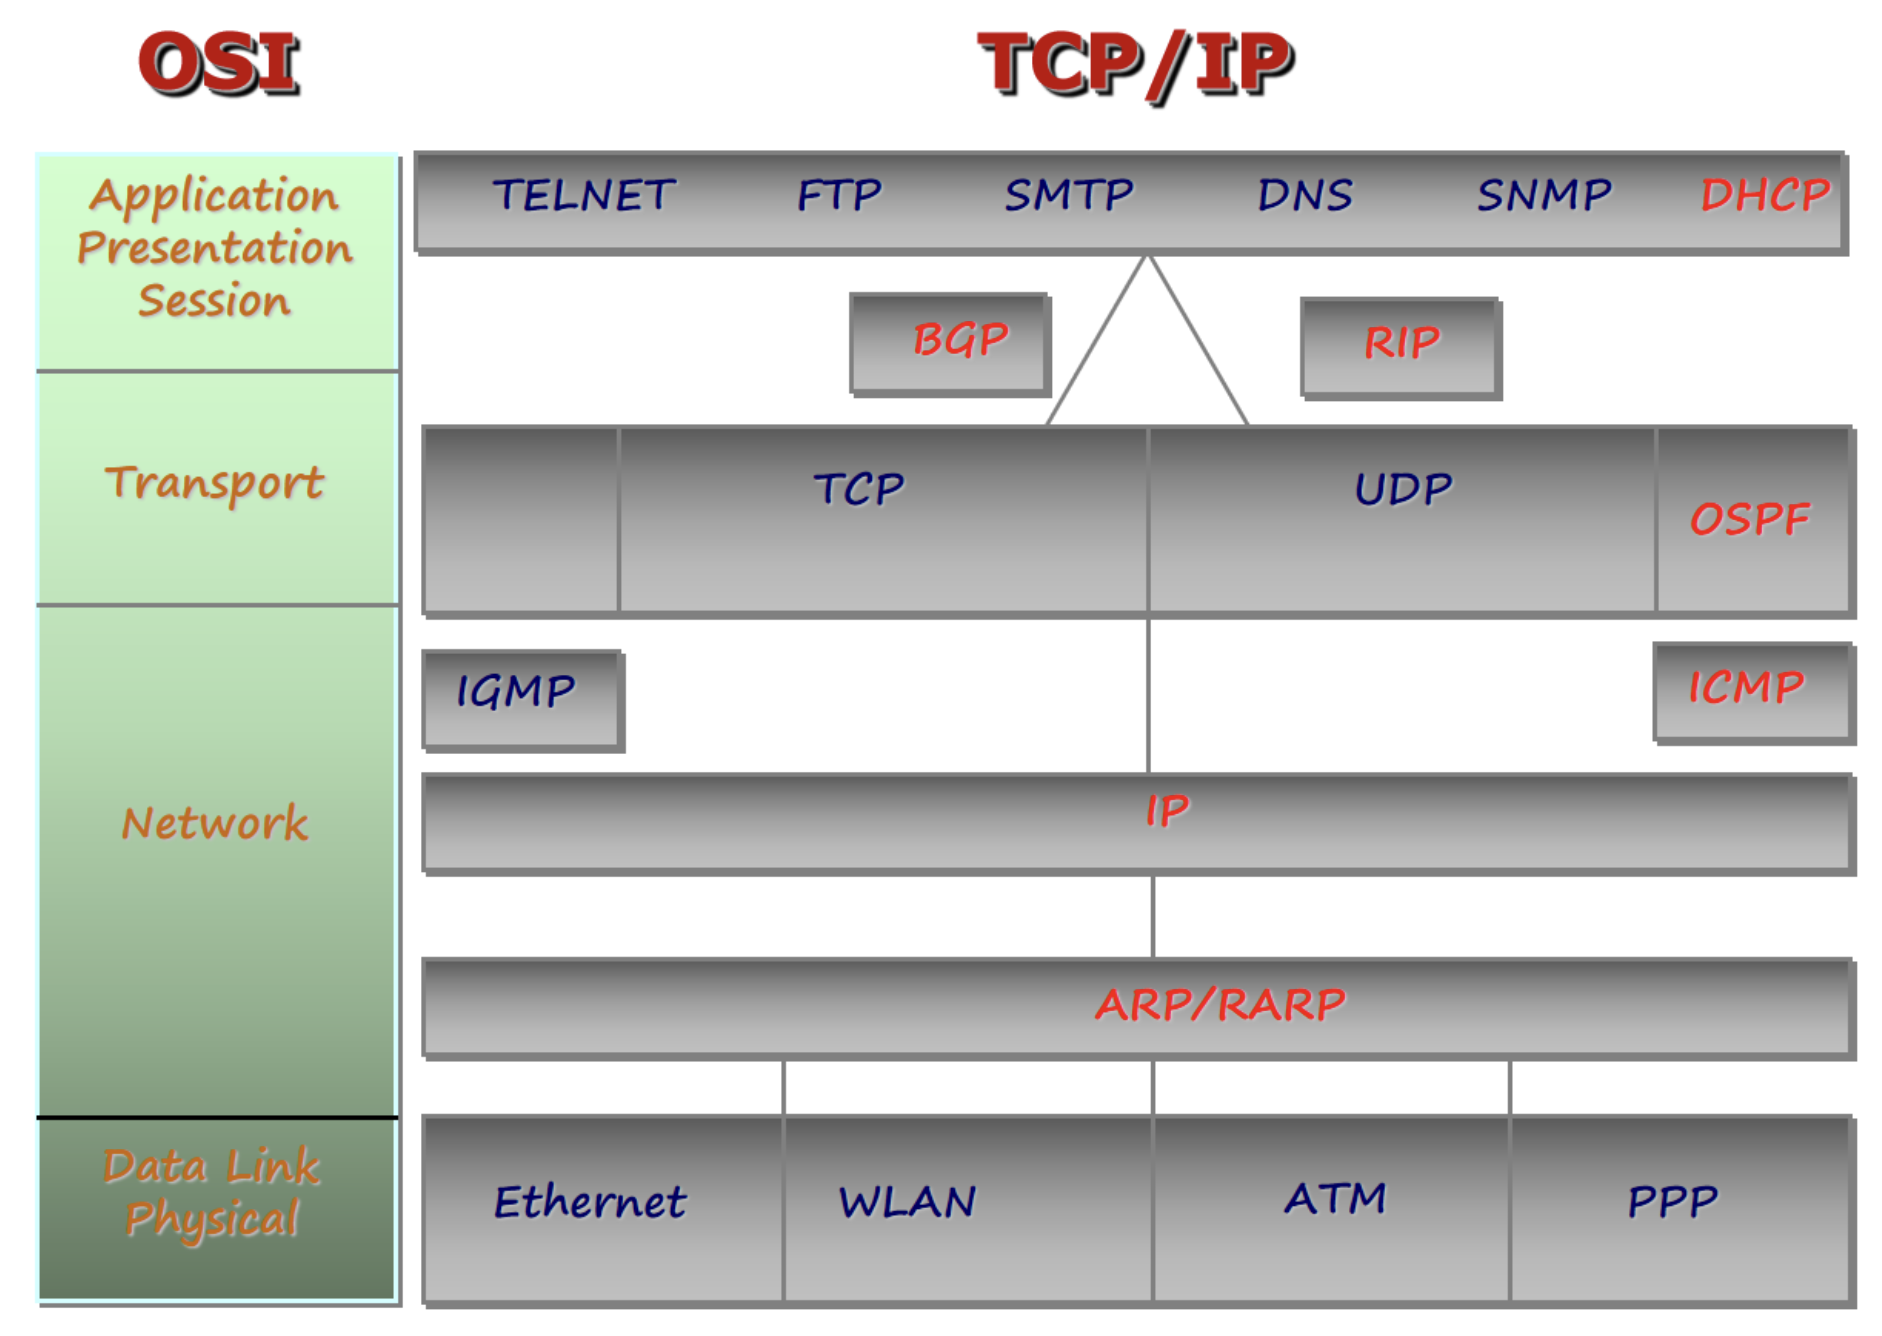 OSI
TCP/IP
Application
Presentation
Session
TELNET FTP SMTP DNS SNMP DHCP
BGP RIP
Transport
TCP UDP OSPF
Network
IGMP ICMP
IP
ARP/RARP
Data Link
Physical
Ethernet WLAN ATM PPP